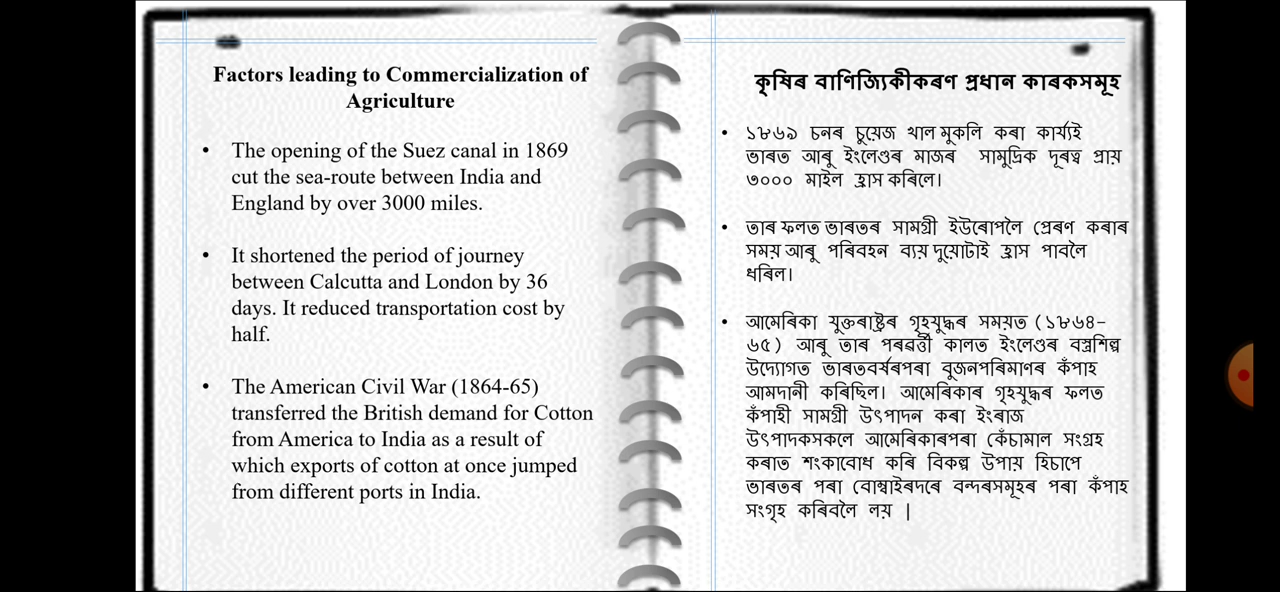 Factors leading to Commercialization of
Agriculture
• The opening of the Suez canal in 1869
cut the sea-route between India and
England by over 3000 miles.
• It shortened the period of journey
between Calcutta and London by 36
days. It reduced transportation cost by
half.
• The American Civil War (1864-65)
transferred the British demand for Cotton
from America to India as a result of
which exports of cotton at once jumped
from different ports in India.
কৃষিৰ বাণিজ্যিকীকৰণ প্ৰধান কাৰকসমূহ
• ১৮৬৯ চনৰ চুয়েজ খাল মুকলি কৰা কাৰ্য্যই
ভাৰত আৰু ইংলেণ্ডৰ মাজৰ সামুদ্ৰিক দূৰত্ব প্ৰায়
৩০০০ মাইল হ্ৰাস কৰিলে।
• তাৰ ফলত ভাৰতৰ সামগ্ৰী ইউৰোপলৈ প্ৰেৰণ কৰাৰ
সময় আৰু পৰিবহন ব্যয় দুয়োটাই হ্ৰাস পাবলৈ
ধৰিল।
• আমেৰিকা যুক্তৰাষ্ট্ৰৰ গৃহযুদ্ধৰ সময়ত (১৮৬৪-
৬৫) আৰু তাৰ পৰৱৰ্ত্তী কালত ইংলেণ্ডৰ বস্ত্ৰশিল্প
উদ্যোগত ভাৰতবৰ্ষৰপৰা বুজনপৰিমাণৰ কঁপাহ
আমদানী কৰিছিল। আমেৰিকাৰ গৃহযুদ্ধৰ ফলত
কঁপাহী সামগ্ৰী উৎপাদন কৰা ইংৰাজ
উৎপাদকসকলে আমেৰিকাৰপৰা কেঁচামাল সংগ্ৰহ
কৰাত শংকাবোধ কৰি বিকল্প উপায় হিচাপে
ভাৰতৰ পৰা বোম্বাইৰদৰে বন্দৰসমূহৰ পৰা কঁপাহ
সংগৃহ কৰিবলৈ লয় |